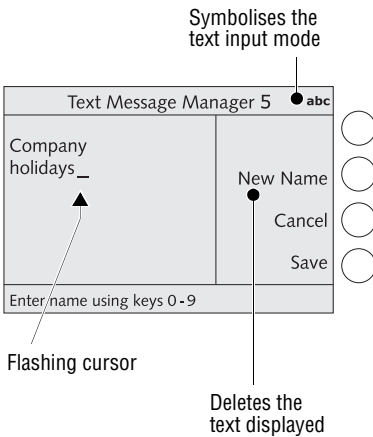 Symbolises the
text input mode
Text Message Manager 5 abc
Company
holidays_
New Name
Cancel
Save
Enter name using keys 0-9
Flashing cursor
Deletes the
text displayed